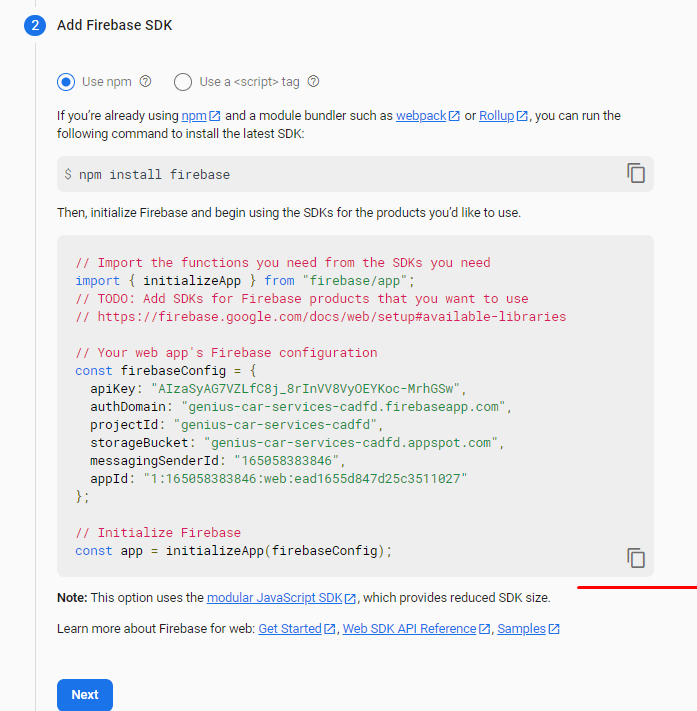 2 Add Firebase SDK
Use npm Use a <script> tag
If you're already using npm and a module bundler such as webpack or Rollup, you can run the
following command to install the latest SDK:
$ npm install firebase
Then, initialize Firebase and begin using the SDKs for the products you'd like to use.
// Import the functions you need from the SDKs you need
import { initializeApp } from "firebase/app";
// TODO: Add SDKs for Firebase products that you want to use
// https://firebase.google.com/docs/web/setup#available-libraries
// Your web app's Firebase configuration
const firebaseConfig = {
apiKey: "AIzaSyAG7VZLfC8j_8rInVV8VyOEYKoc-MrhGSw",
authDomain: "genius-car-services-cadfd.firebaseapp.com",
projectId: "genius-car-services-cadfd",
storageBucket: "genius-car-services-cadfd.appspot.com",
messagingSenderId: "165058383846",
appId: "1:165058383846:web:ead1655d847d25c3511027"
};
// Initialize Firebase
const app = initializeApp(firebaseConfig);
Note: This option uses the modular JavaScript SDK, which provides reduced SDK size.
Learn more about Firebase for web: Get Started, Web SDK API Reference, Samples
Next